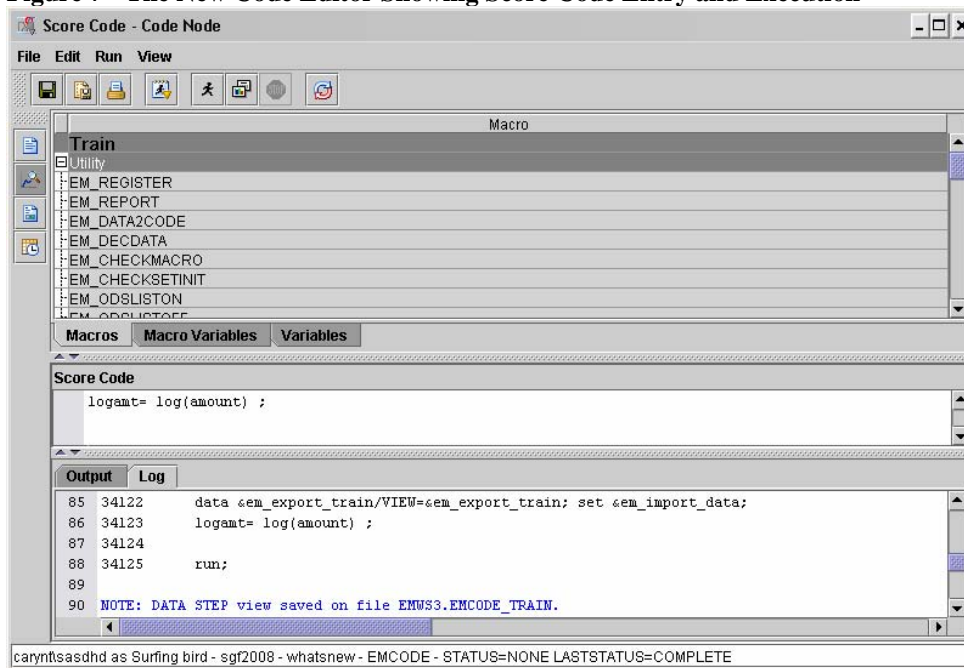 Score Code - Code Node
File Edit Run View
Macro
Train
Utility
EM_REGISTER
EM_REPORT
EM_DATA2CODE
EM_DECDATA
EM_CHECKMACRO
EM_CHECKSETINIT
EM_ODSLISTON
Macros Macro Variables Variables
Score Code
logamt= log(amount) ;
Output Log
85 34122 data &em_export_train/VIEW=&em_export_train; set &em_import_data;
86 34123 logamt= log(amount) ;
87 34124
88 34125 run;
89
90 NOTE: DATA STEP view saved on file EMWS3.EMCODE_TRAIN.
carynt\sasdhd as Surfing bird - sgf2008 - whatsnew - EMCODE - STATUS=NONE LASTSTATUS=COMPLETE